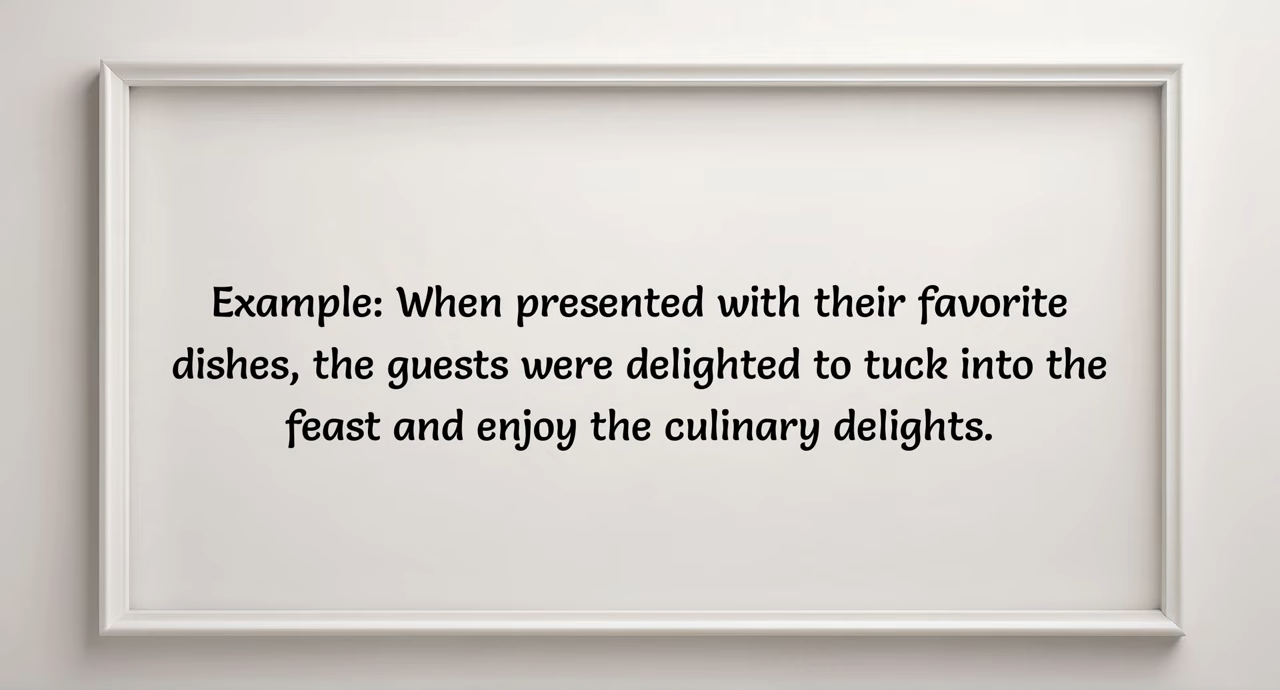 Example: When presented with their favorite
dishes, the guests were delighted to tuck into the
feast and enjoy the culinary delights.